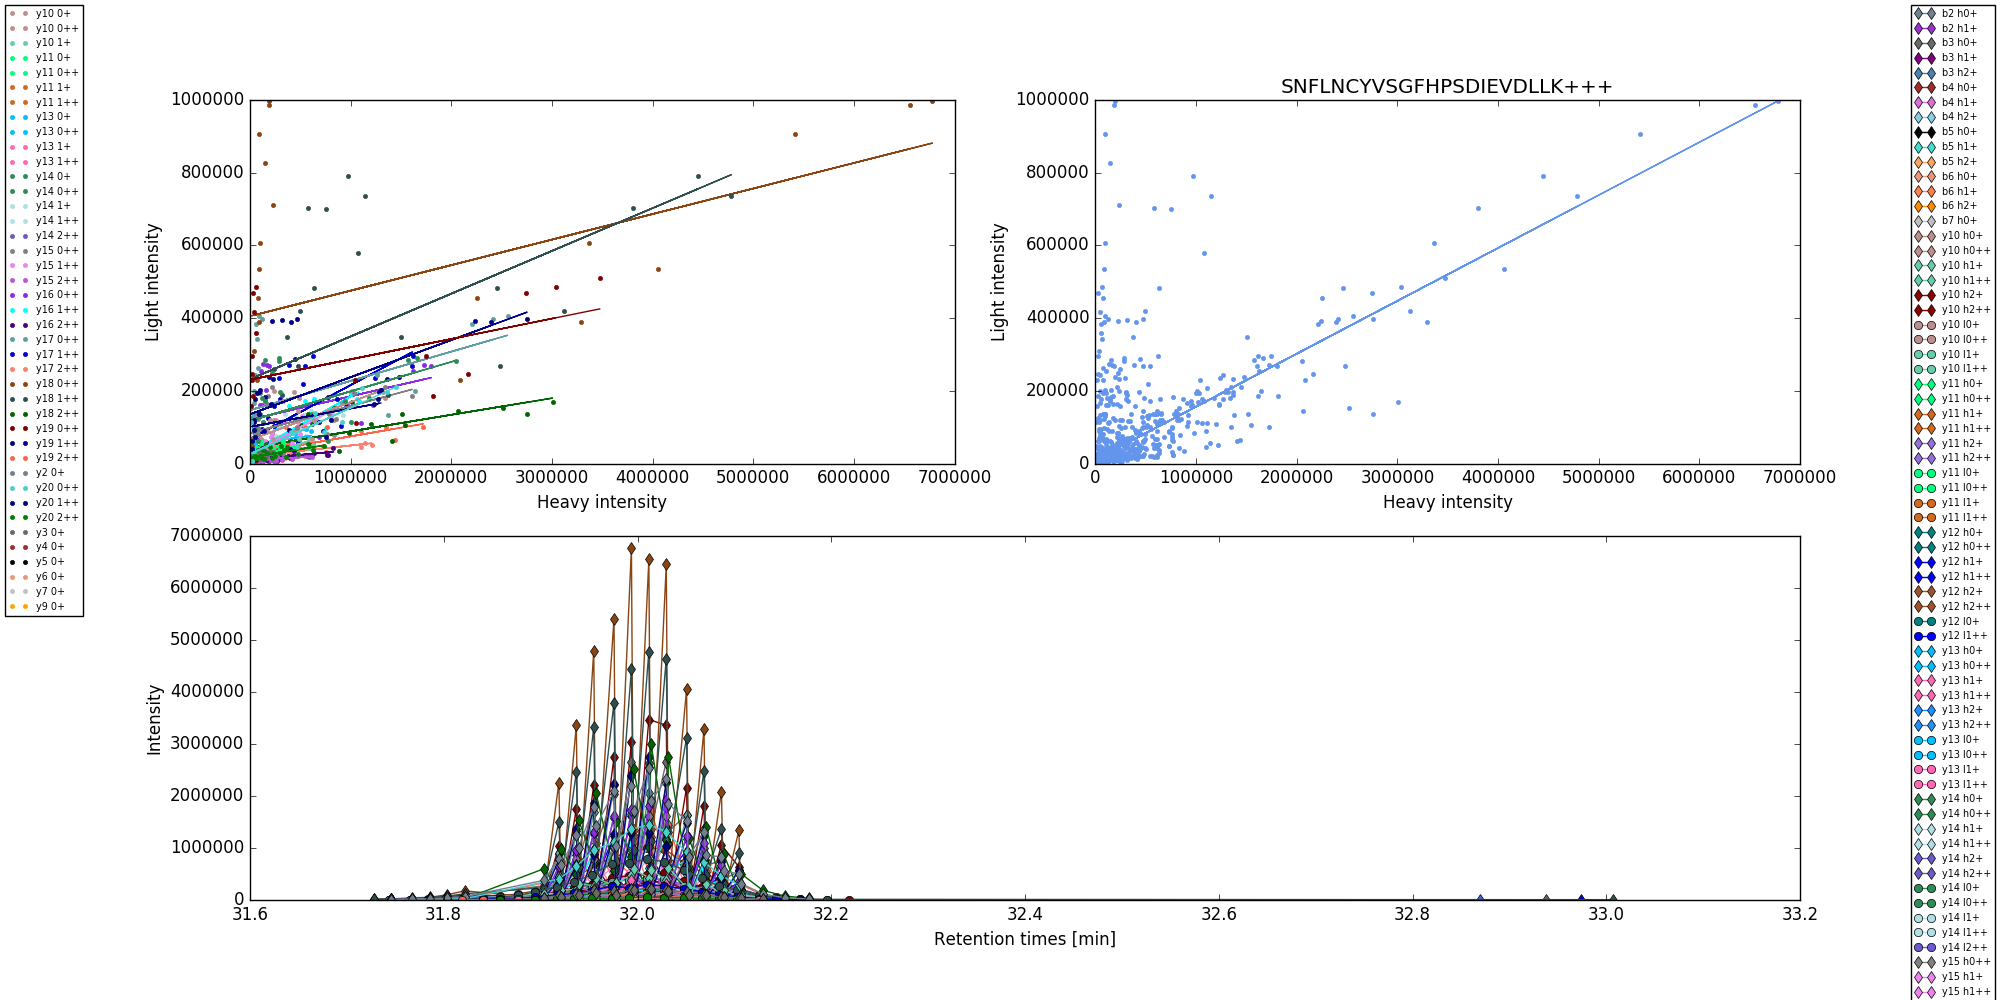 y10 0+
y10 0++
y10 1+
y11 0+
y11 0++
y11 1+
y11 1++
y13 0+
y13 0++
y13 1+
y13 1++
y14 0+
y14 0++
y14 1+
y14 1++
y14 2++
y15 0++
y15 1++
y15 2++
y16 0++
y16 1++
y16 2++
y17 0++
y17 1++
y17 2++
y18 0++
y18 1++
y18 2++
y19 0++
y19 1++
y19 2++
y2 0+
y20 0++
y20 1++
y20 2++
y3 0+
y4 0+
y5 0+
y6 0+
y7 0+
y9 0+
1000000
800000
600000
400000
200000
0
Light intensity
0 1000000 2000000 3000000 4000000 5000000 6000000 7000000
Heavy intensity
SNFLNCYVSGFHPSDIEVDLLK+++
1000000
800000
600000
400000
200000
0
Light intensity
0 1000000 2000000 3000000 4000000 5000000 6000000 7000000
Heavy intensity
7000000
6000000
5000000
4000000
3000000
2000000
1000000
0
Intensity
31.6 31.8 32.0 32.2 32.4 32.6 32.8 33.0 33.2
Retention times [min]
b2 h0+
b2 h1+
b3 h0+
b3 h1+
b3 h2+
b4 h0+
b4 h1+
b4 h2+
b5 h0+
b5 h1+
b5 h2+
b6 h0+
b6 h1+
b6 h2+
b7 h0+
y10 h0+
y10 h0++
y10 h1+
y10 h1++
y10 h2+
y10 h2++
y10 l0+
y10 l0++
y10 l1+
y10 l1++
y11 h0+
y11 h0++
y11 h1+
y11 h1++
y11 h2+
y11 h2++
y11 l0+
y11 l0++
y11 l1+
y11 l1++
y12 h0+
y12 h0++
y12 h1+
y12 h1++
y12 h2+
y12 h2++
y12 l0+
y12 l1++
y13 h0+
y13 h0++
y13 h1+
y13 h1++
y13 h2+
y13 h2++
y13 l0+
y13 l0++
y13 l1+
y13 l1++
y14 h0+
y14 h0++
y14 h1+
y14 h1++
y14 h2+
y14 h2++
y14 l0+
y14 l0++
y14 l1+
y14 l1++
y14 l2++
y15 h0++
y15 h1+
y15 h1++